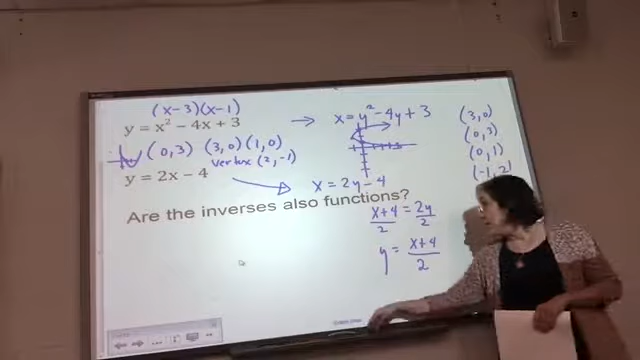 (x-3)(x-1)
y = x² − 4x + 3
(0,3) (3,0) (1,0)
vertex (2,-1)
y = 2x − 4
x = y² - 4y + 3
(3,0)
(0,3)
(0,1)
(-1,2)
x = 2y - 4
Are the inverses also functions?
x+4 = 2y
2 2
y = x+4
2